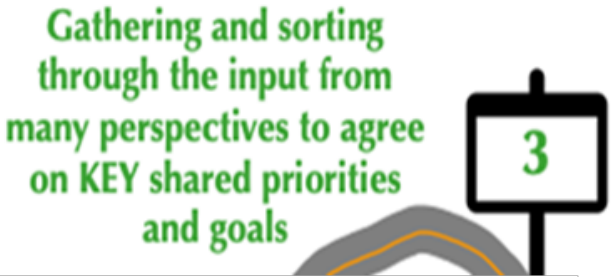 Gathering and sorting
through the input from
many perspectives to agree
on KEY shared priorities
and goals
3